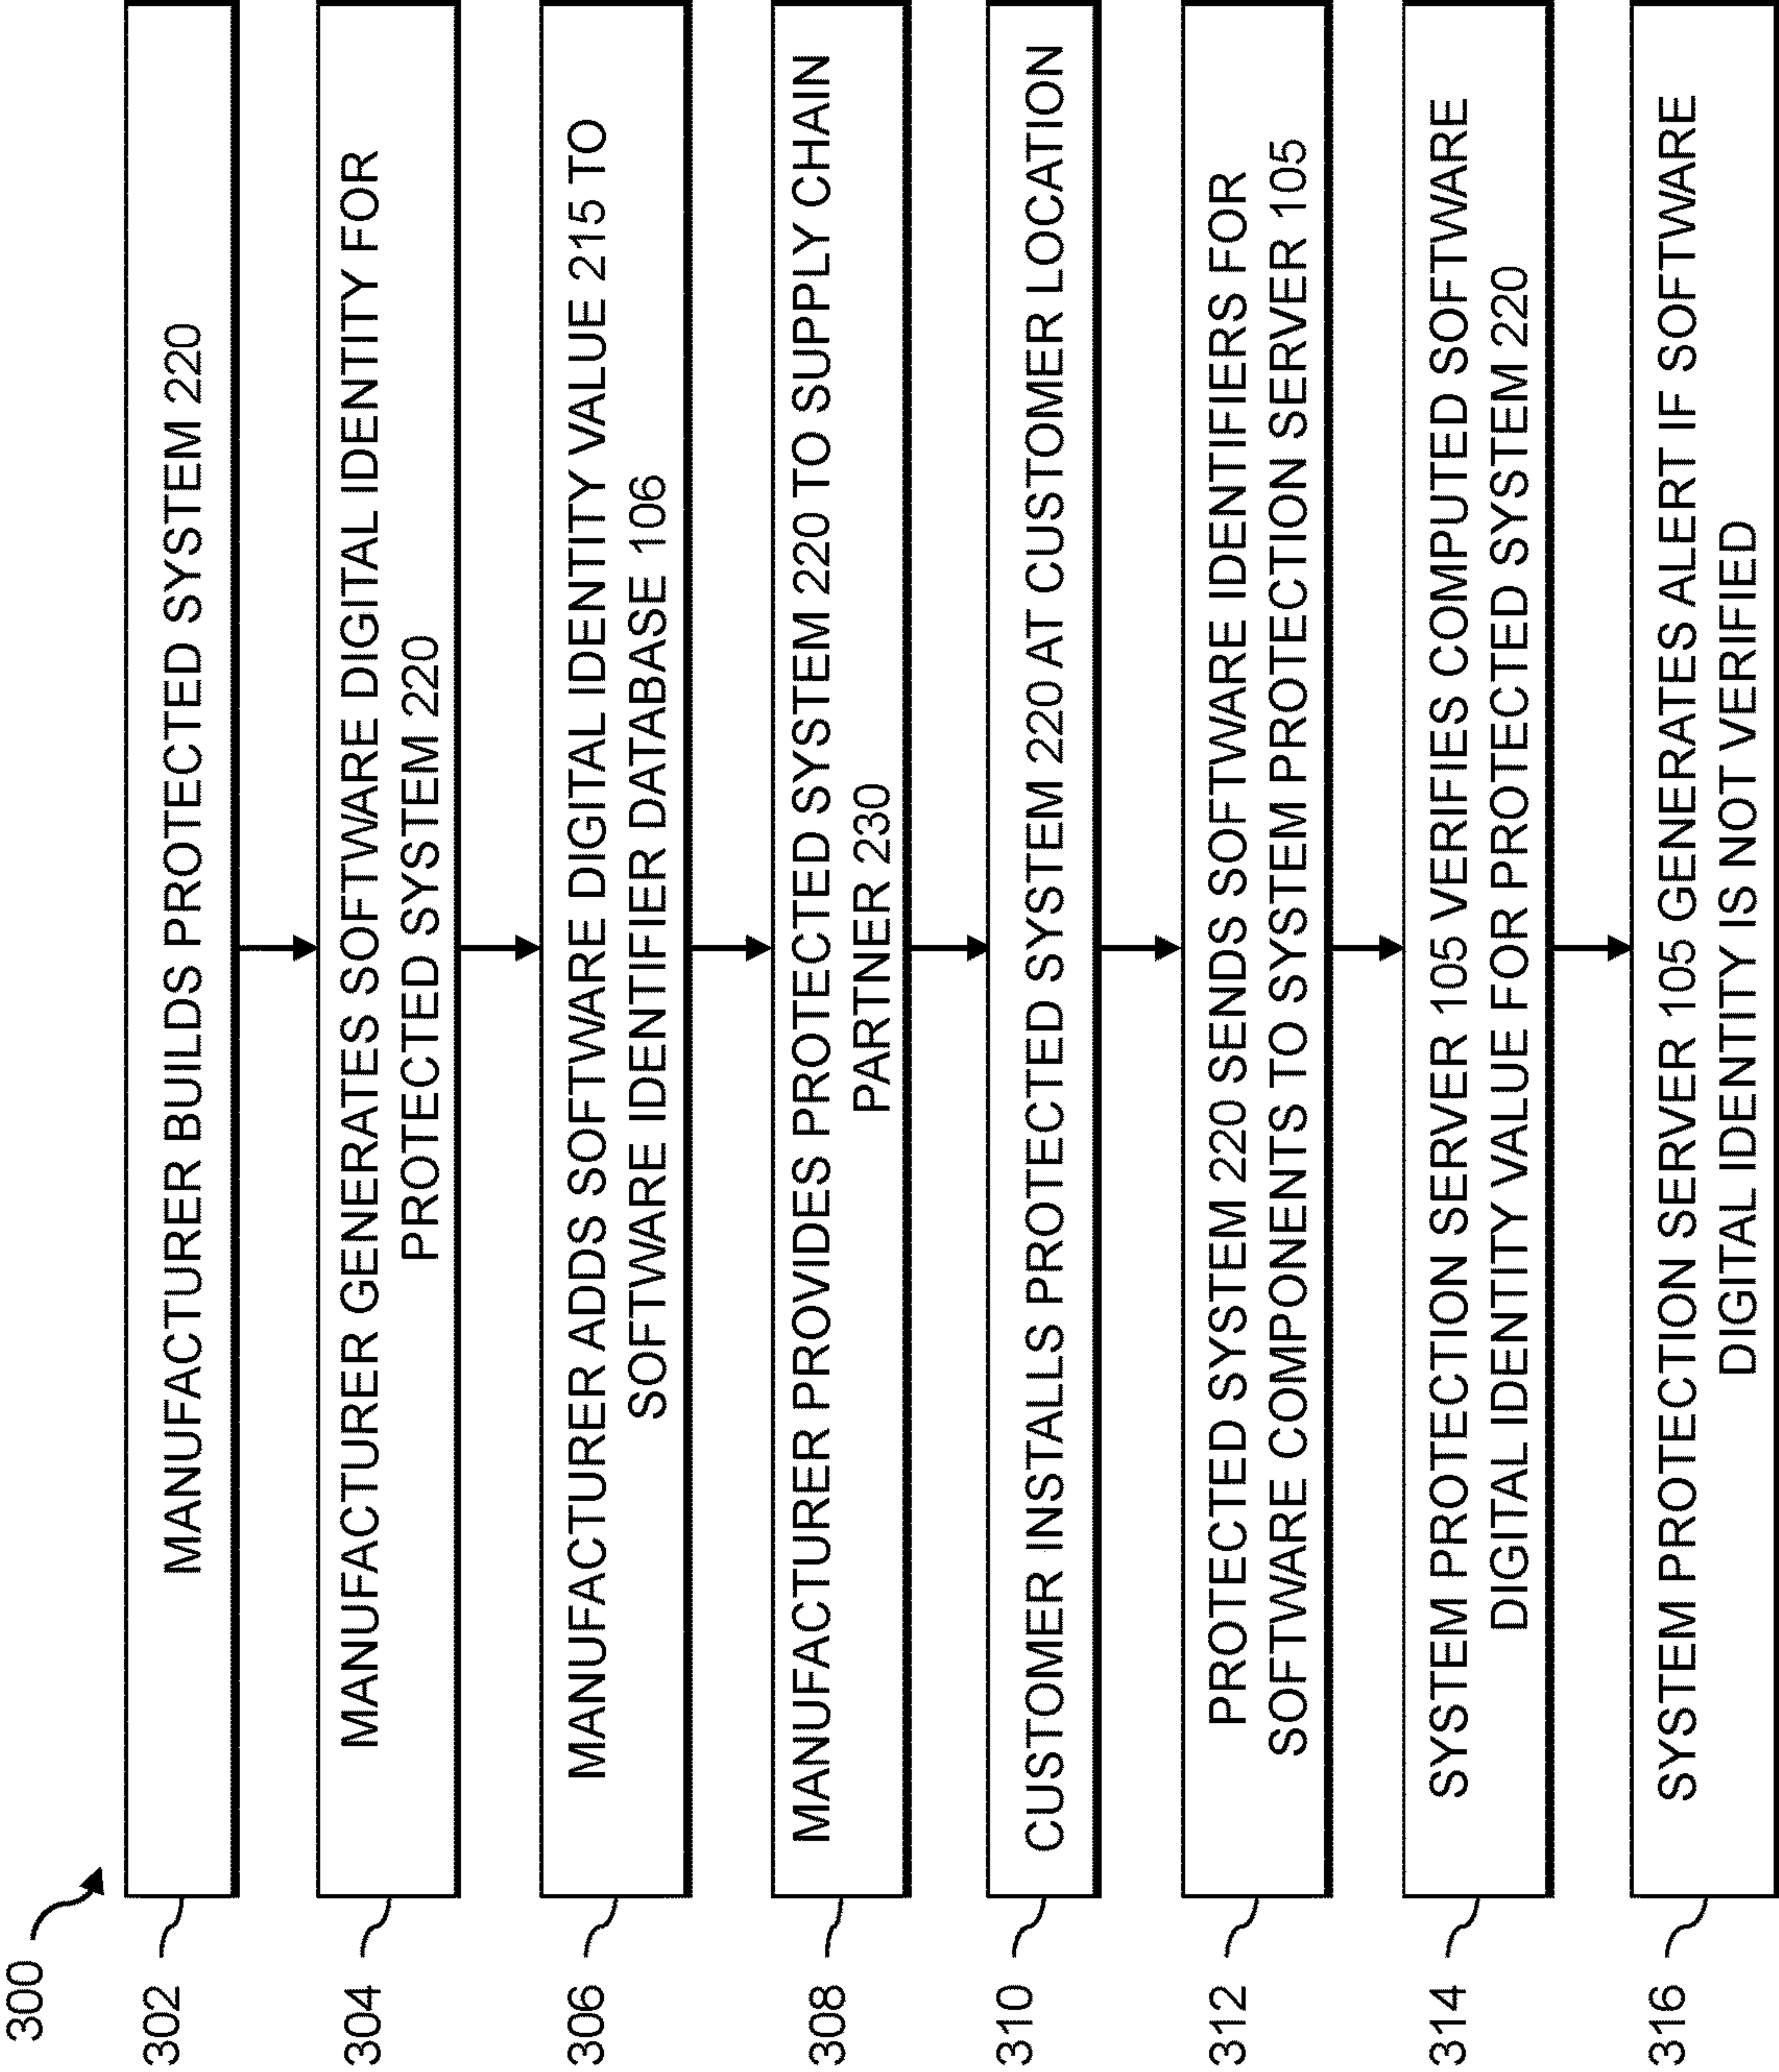 300
302
MANUFACTURER BUILDS PROTECTED SYSTEM 220
304
MANUFACTURER GENERATES SOFTWARE DIGITAL IDENTITY FOR
PROTECTED SYSTEM 220
306
MANUFACTURER ADDS SOFTWARE DIGITAL IDENTITY VALUE 215 TO
SOFTWARE IDENTIFIER DATABASE 106
308
MANUFACTURER PROVIDES PROTECTED SYSTEM 220 TO SUPPLY CHAIN
PARTNER 230
310
CUSTOMER INSTALLS PROTECTED SYSTEM 220 AT CUSTOMER LOCATION
312
PROTECTED SYSTEM 220 SENDS SOFTWARE IDENTIFIERS FOR
SOFTWARE COMPONENTS TO SYSTEM PROTECTION SERVER 105
314
SYSTEM PROTECTION SERVER 105 VERIFIES COMPUTED SOFTWARE
DIGITAL IDENTITY VALUE FOR PROTECTED SYSTEM 220
316
SYSTEM PROTECTION SERVER 105 GENERATES ALERT IF SOFTWARE
DIGITAL IDENTITY IS NOT VERIFIED